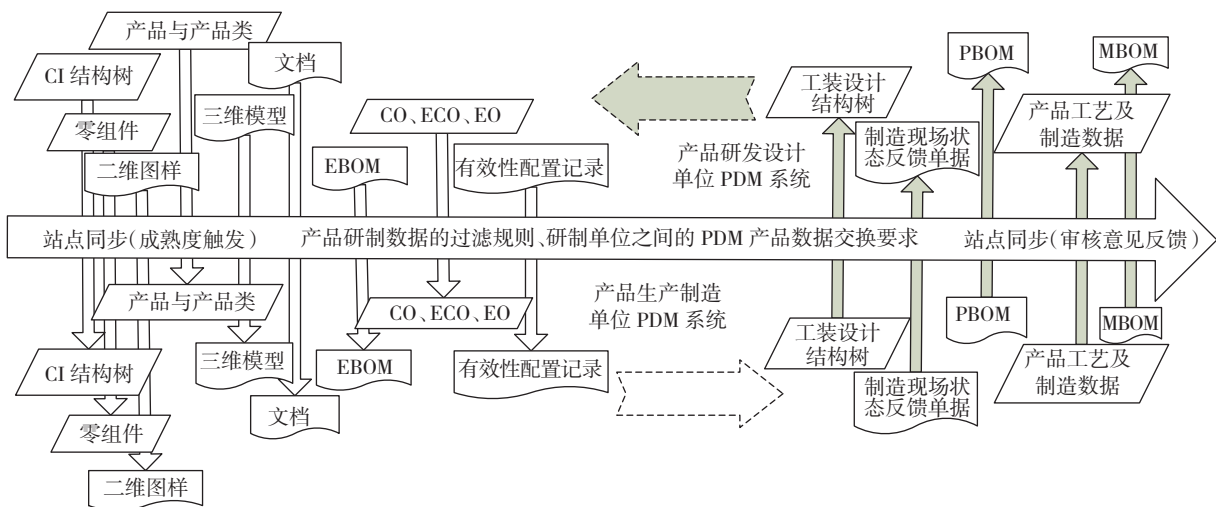 产品与产品类
文档
CI 结构树
三维模型
零组件
二维图样
CO、ECO、EO
EBOM
有效性配置记录
产品研发设计
单位 PDM 系统
工装设计
结构树
制造现场状
态反馈单据
PBOM
产品工艺及
制造数据
MBOM
站点同步(成熟度触发)
产品研制数据的过滤规则、研制单位之间的 PDM 产品数据交换要求
站点同步(审核意见反馈)
产品与产品类
CO、ECO、EO
产品生产制造
单位 PDM 系统
CI 结构树
三维模型
EBOM
有效性配置记录
文档
零组件
二维图样
工装设计
结构树
制造现场状
态反馈单据
PBOM
产品工艺及
制造数据
MBOM